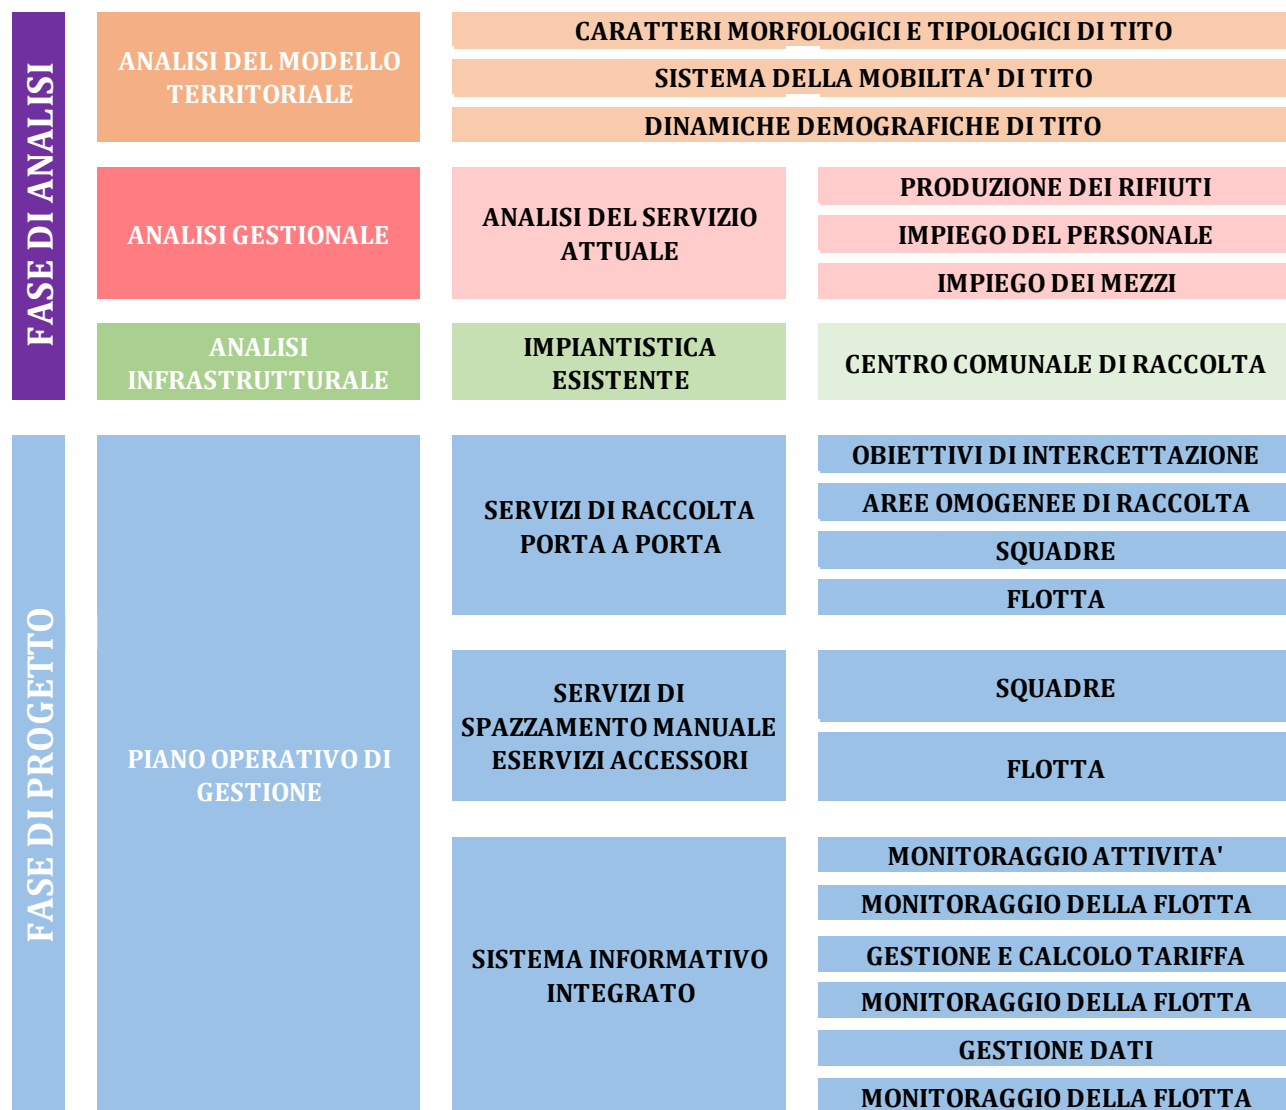 FASE DI ANALISI
ANALISI DEL MODELLO
TERRITORIALE
CARATTERI MORFOLOGICI E TIPOLOGICI DI TITO
SISTEMA DELLA MOBILITA' DI TITO
DINAMICHE DEMOGRAFICHE DI TITO
ANALISI GESTIONALE
ANALISI DEL SERVIZIO
ATTUALE
PRODUZIONE DEI RIFIUTI
IMPIEGO DEL PERSONALE
IMPIEGO DEI MEZZI
ANALISI
INFRASTRUTTURALE
IMPIANTISTICA
ESISTENTE
CENTRO COMUNALE DI RACCOLTA
FASE DI PROGETTO
PIANO OPERATIVO DI
GESTIONE
SERVIZI DI RACCOLTA
PORTA A PORTA
OBIETTIVI DI INTERCETTAZIONE
AREE OMOGENEE DI RACCOLTA
SQUADRE
FLOTTA
SERVIZI DI
SPAZZAMENTO MANUALE
ESERVIZI ACCESSORI
SQUADRE
FLOTTA
SISTEMA INFORMATIVO
INTEGRATO
MONITORAGGIO ATTIVITA'
MONITORAGGIO DELLA FLOTTA
GESTIONE E CALCOLO TARIFFA
MONITORAGGIO DELLA FLOTTA
GESTIONE DATI
MONITORAGGIO DELLA FLOTTA